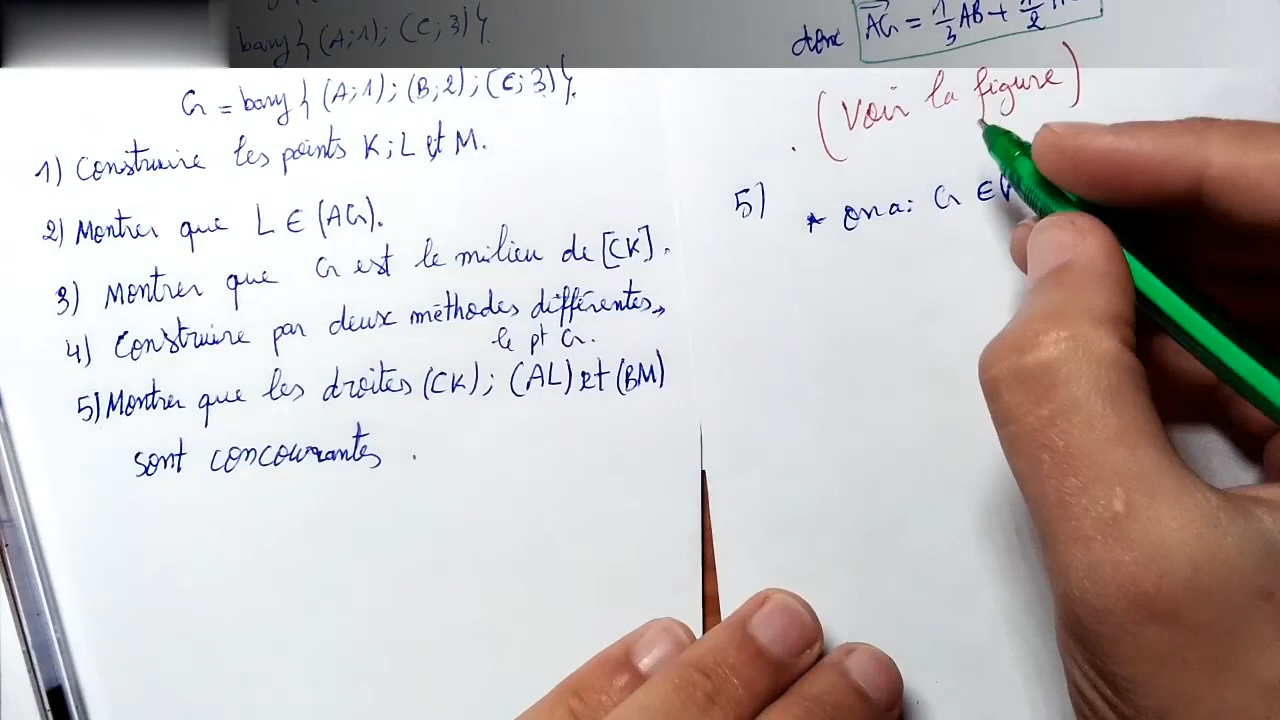 bary { (A;1); (C;3) }.
G = bary { (A;1); (B;2); (C;3) }.
1) Construire les points K; L et M.
2) Montrer que L ∈ (AG).
3) Montrer que G est le milieu de [CK].
4) Construire par deux méthodes différentes
le pt G.
5) Montrer que les droites (CK); (AL) et (BM)
sont concourantes.
donc AG = 1/3 AB + 1/2
(Voir la figure)
5) * on a: G ∈